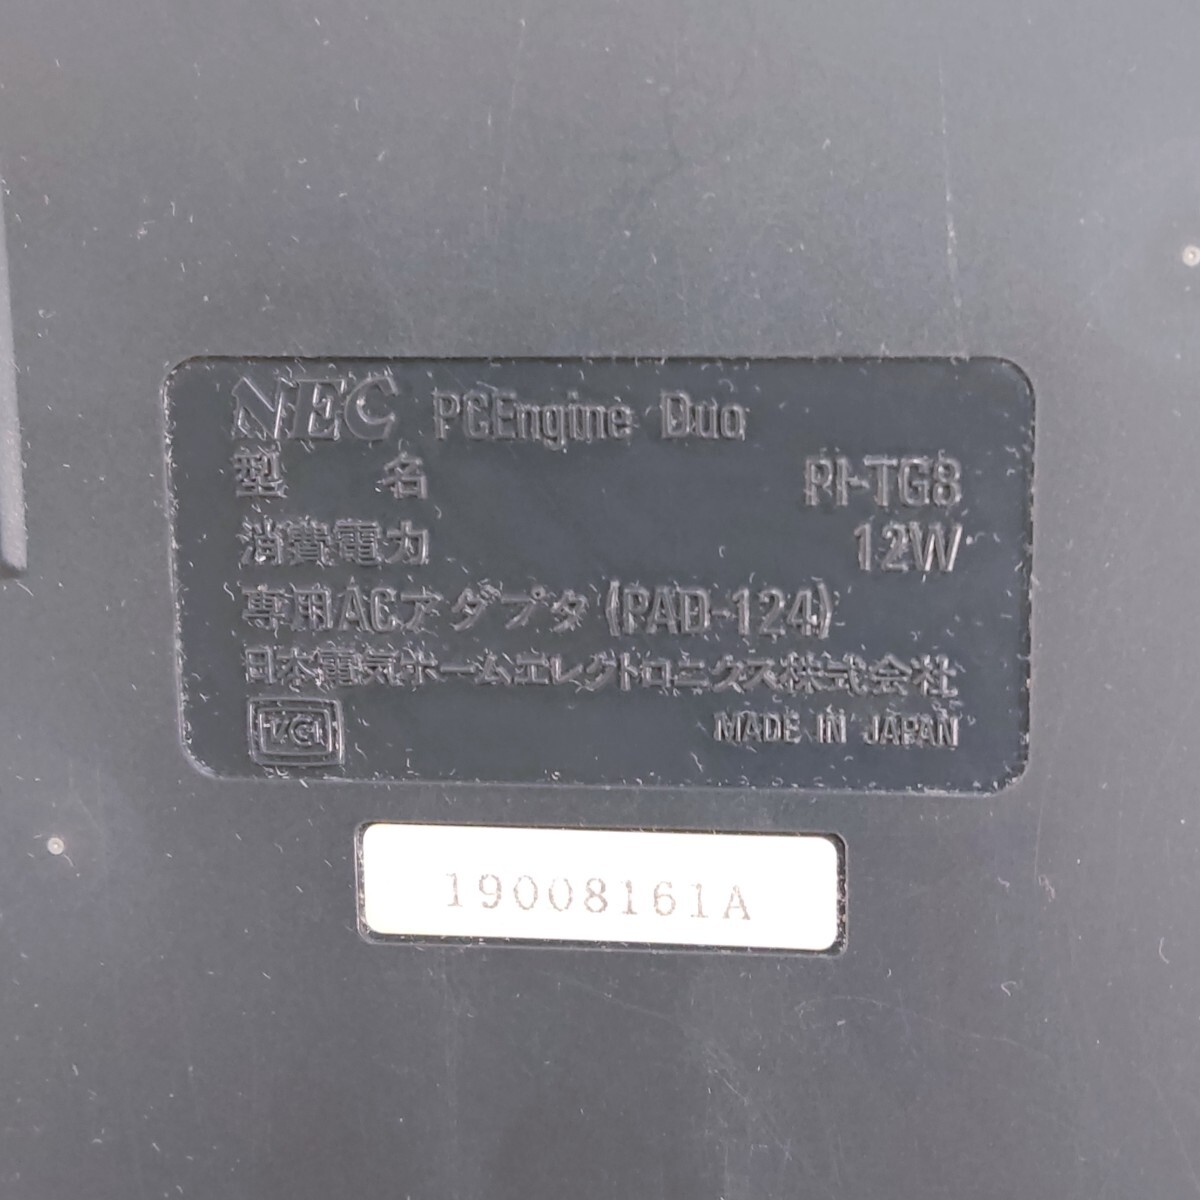 NEC PCEngine Duo
型名 PI-TG8
消費電力 12W
専用ACアダプタ(PAD-124)
日本電気ホームエレクトロニクス株式会社
VCI MADE IN JAPAN
19008161A